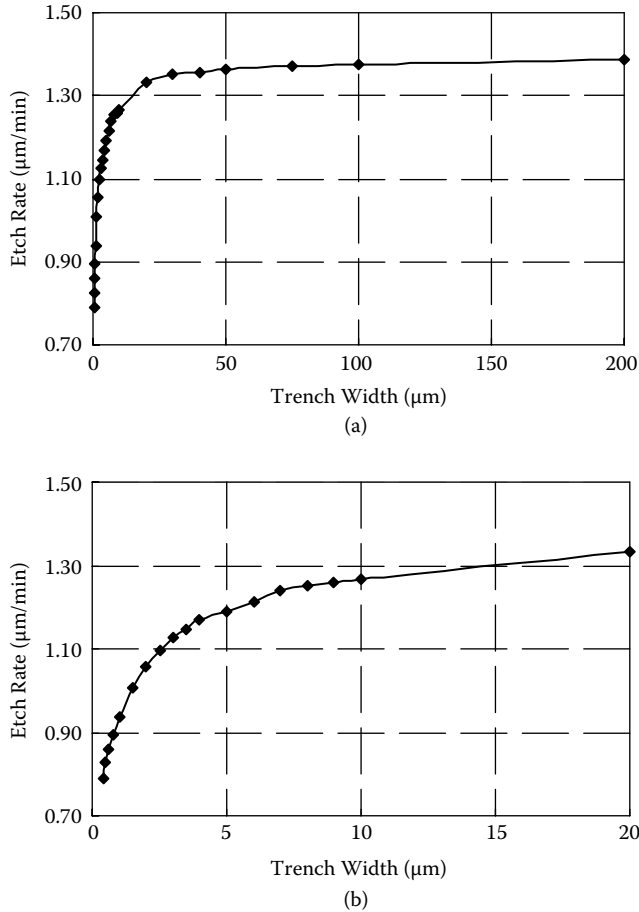 1.50
1.30
1.10
0.90
0.70
Etch Rate (µm/min)
0 50 100 150 200
Trench Width (µm)
(a)
1.50
1.30
1.10
0.90
0.70
Etch Rate (µm/min)
0 5 10 15 20
Trench Width (µm)
(b)